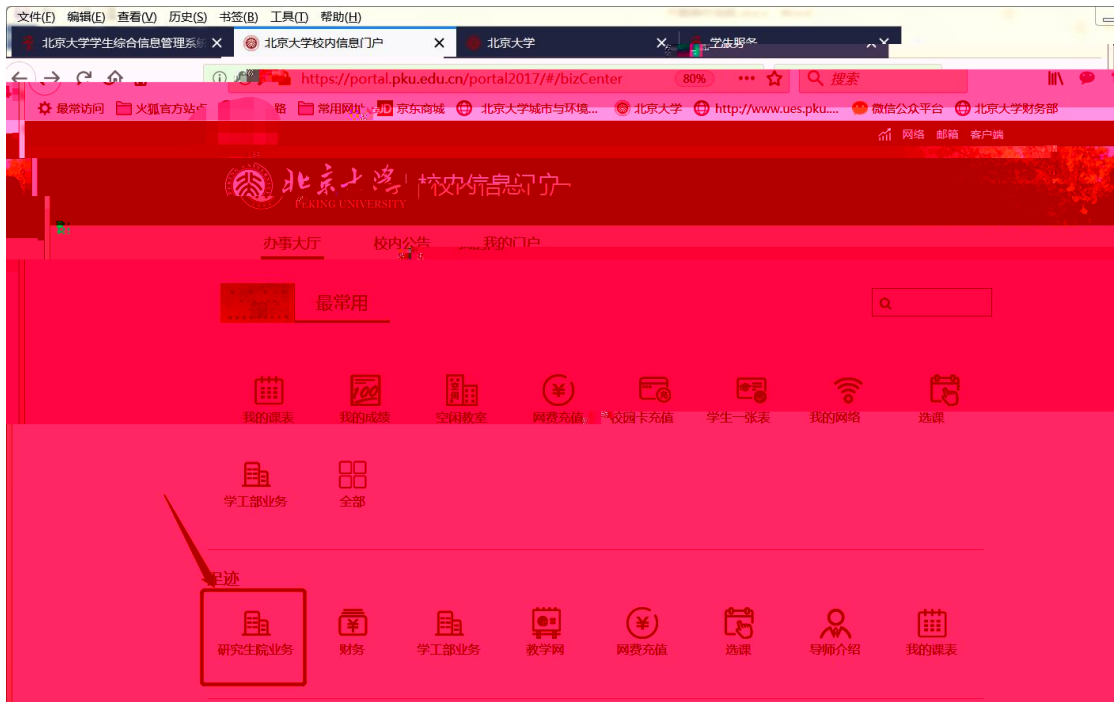 文件(F) 编辑(E) 查看(V) 历史(S) 书签(B) 工具(T) 帮助(H)
北京大学学生综合信息管理系统 北京大学校内信息门户 北京大学
https://portal.pku.edu.cn/portal2017/#/bizCenter 80% 搜索
最常访问 火狐官方站点 常用网址 JD 京东商城 北京大学城市与环境... 北京大学 http://www.ues.pku.... 微信公众平台 北京大学财务部
网络 邮箱 客户端
北京大学 校内信息门户
PEKING UNIVERSITY
办事大厅 校内公告 我的门户
最常用
我的课表 我的成绩 空闲教室 网费充值 校园卡充值 学生一张表 我的网络 选课
学工部业务 全部
足迹
研究生院业务 财务 学工部业务 教学网 网费充值 选课 导师介绍 我的课表